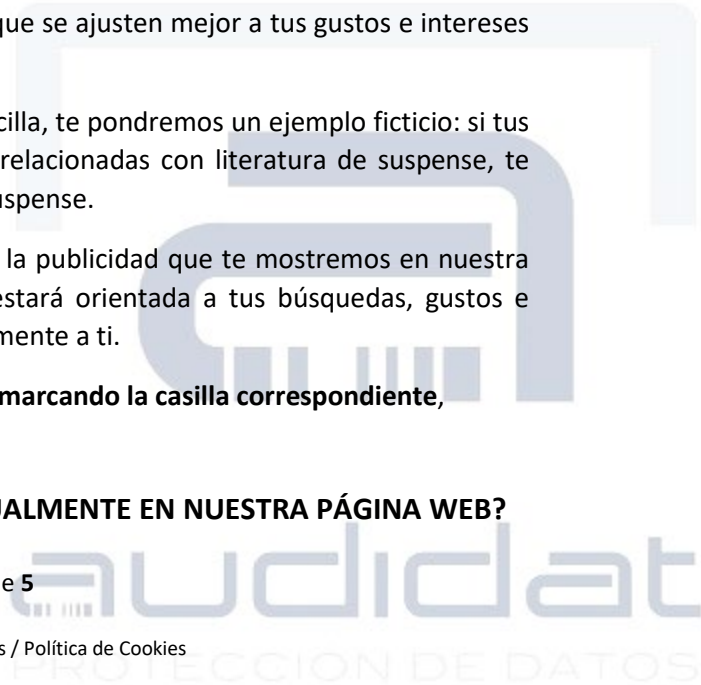 que se ajusten mejor a tus gustos e intereses
cilla, te pondremos un ejemplo ficticio: si tus
relacionadas con literatura de suspense, te
uspense.
la publicidad que te mostremos en nuestra
estará orientada a tus búsquedas, gustos e
mente a ti.
marcando la casilla correspondiente,
UALMENTE EN NUESTRA PÁGINA WEB?
e 5
s / Política de Cookies
audidat
PROTECCION DE DATOS